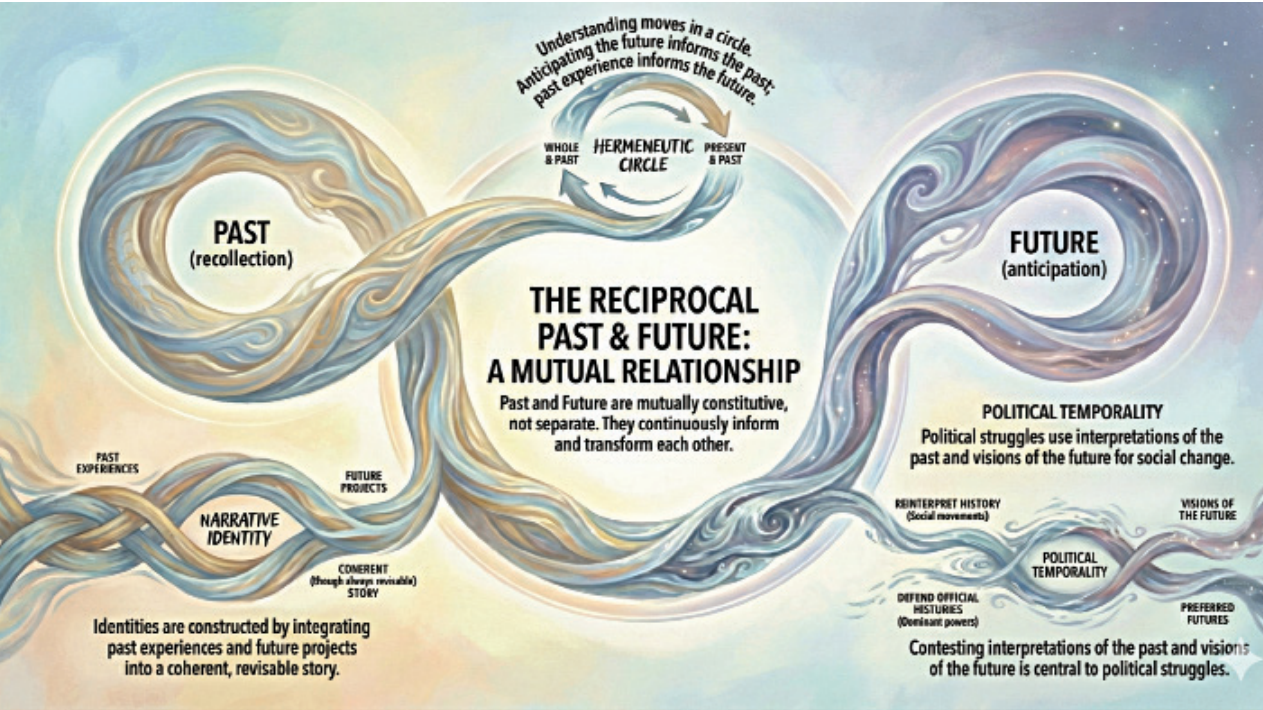 Understanding moves in a circle.
Anticipating the future informs the past;
past experience informs the future.
WHOLE
& PABT
HERMENEUTIC
CIRCLE
PRESENT
& PAST
PAST
(recollection)
FUTURE
(anticipation)
THE RECIPROCAL
PAST & FUTURE:
A MUTUAL RELATIONSHIP
Past and Future are mutually constitutive,
not separate. They continuously inform
and transform each other.
PAST
EXPERIENCES
FUTURE
PROJECTS
NARRATIVE
IDENTITY
COHERENT
(though always revisable)
STORY
Identities are constructed by integrating
past experiences and future projects
into a coherent, revisable story.
POLITICAL TEMPORALITY
Political struggles use interpretations of the
past and visions of the future for social change.
REINTERPRET HISTORY
(Social movements)
VISIONS OF
THE FUTURE
POLITICAL
TEMPORALITY
DEFEND OFFICIAL
HISTURIES
(Dominant powers)
PREFERRED
FUTURES
Contesting interpretations of the past and visions
of the future is central to political struggles.